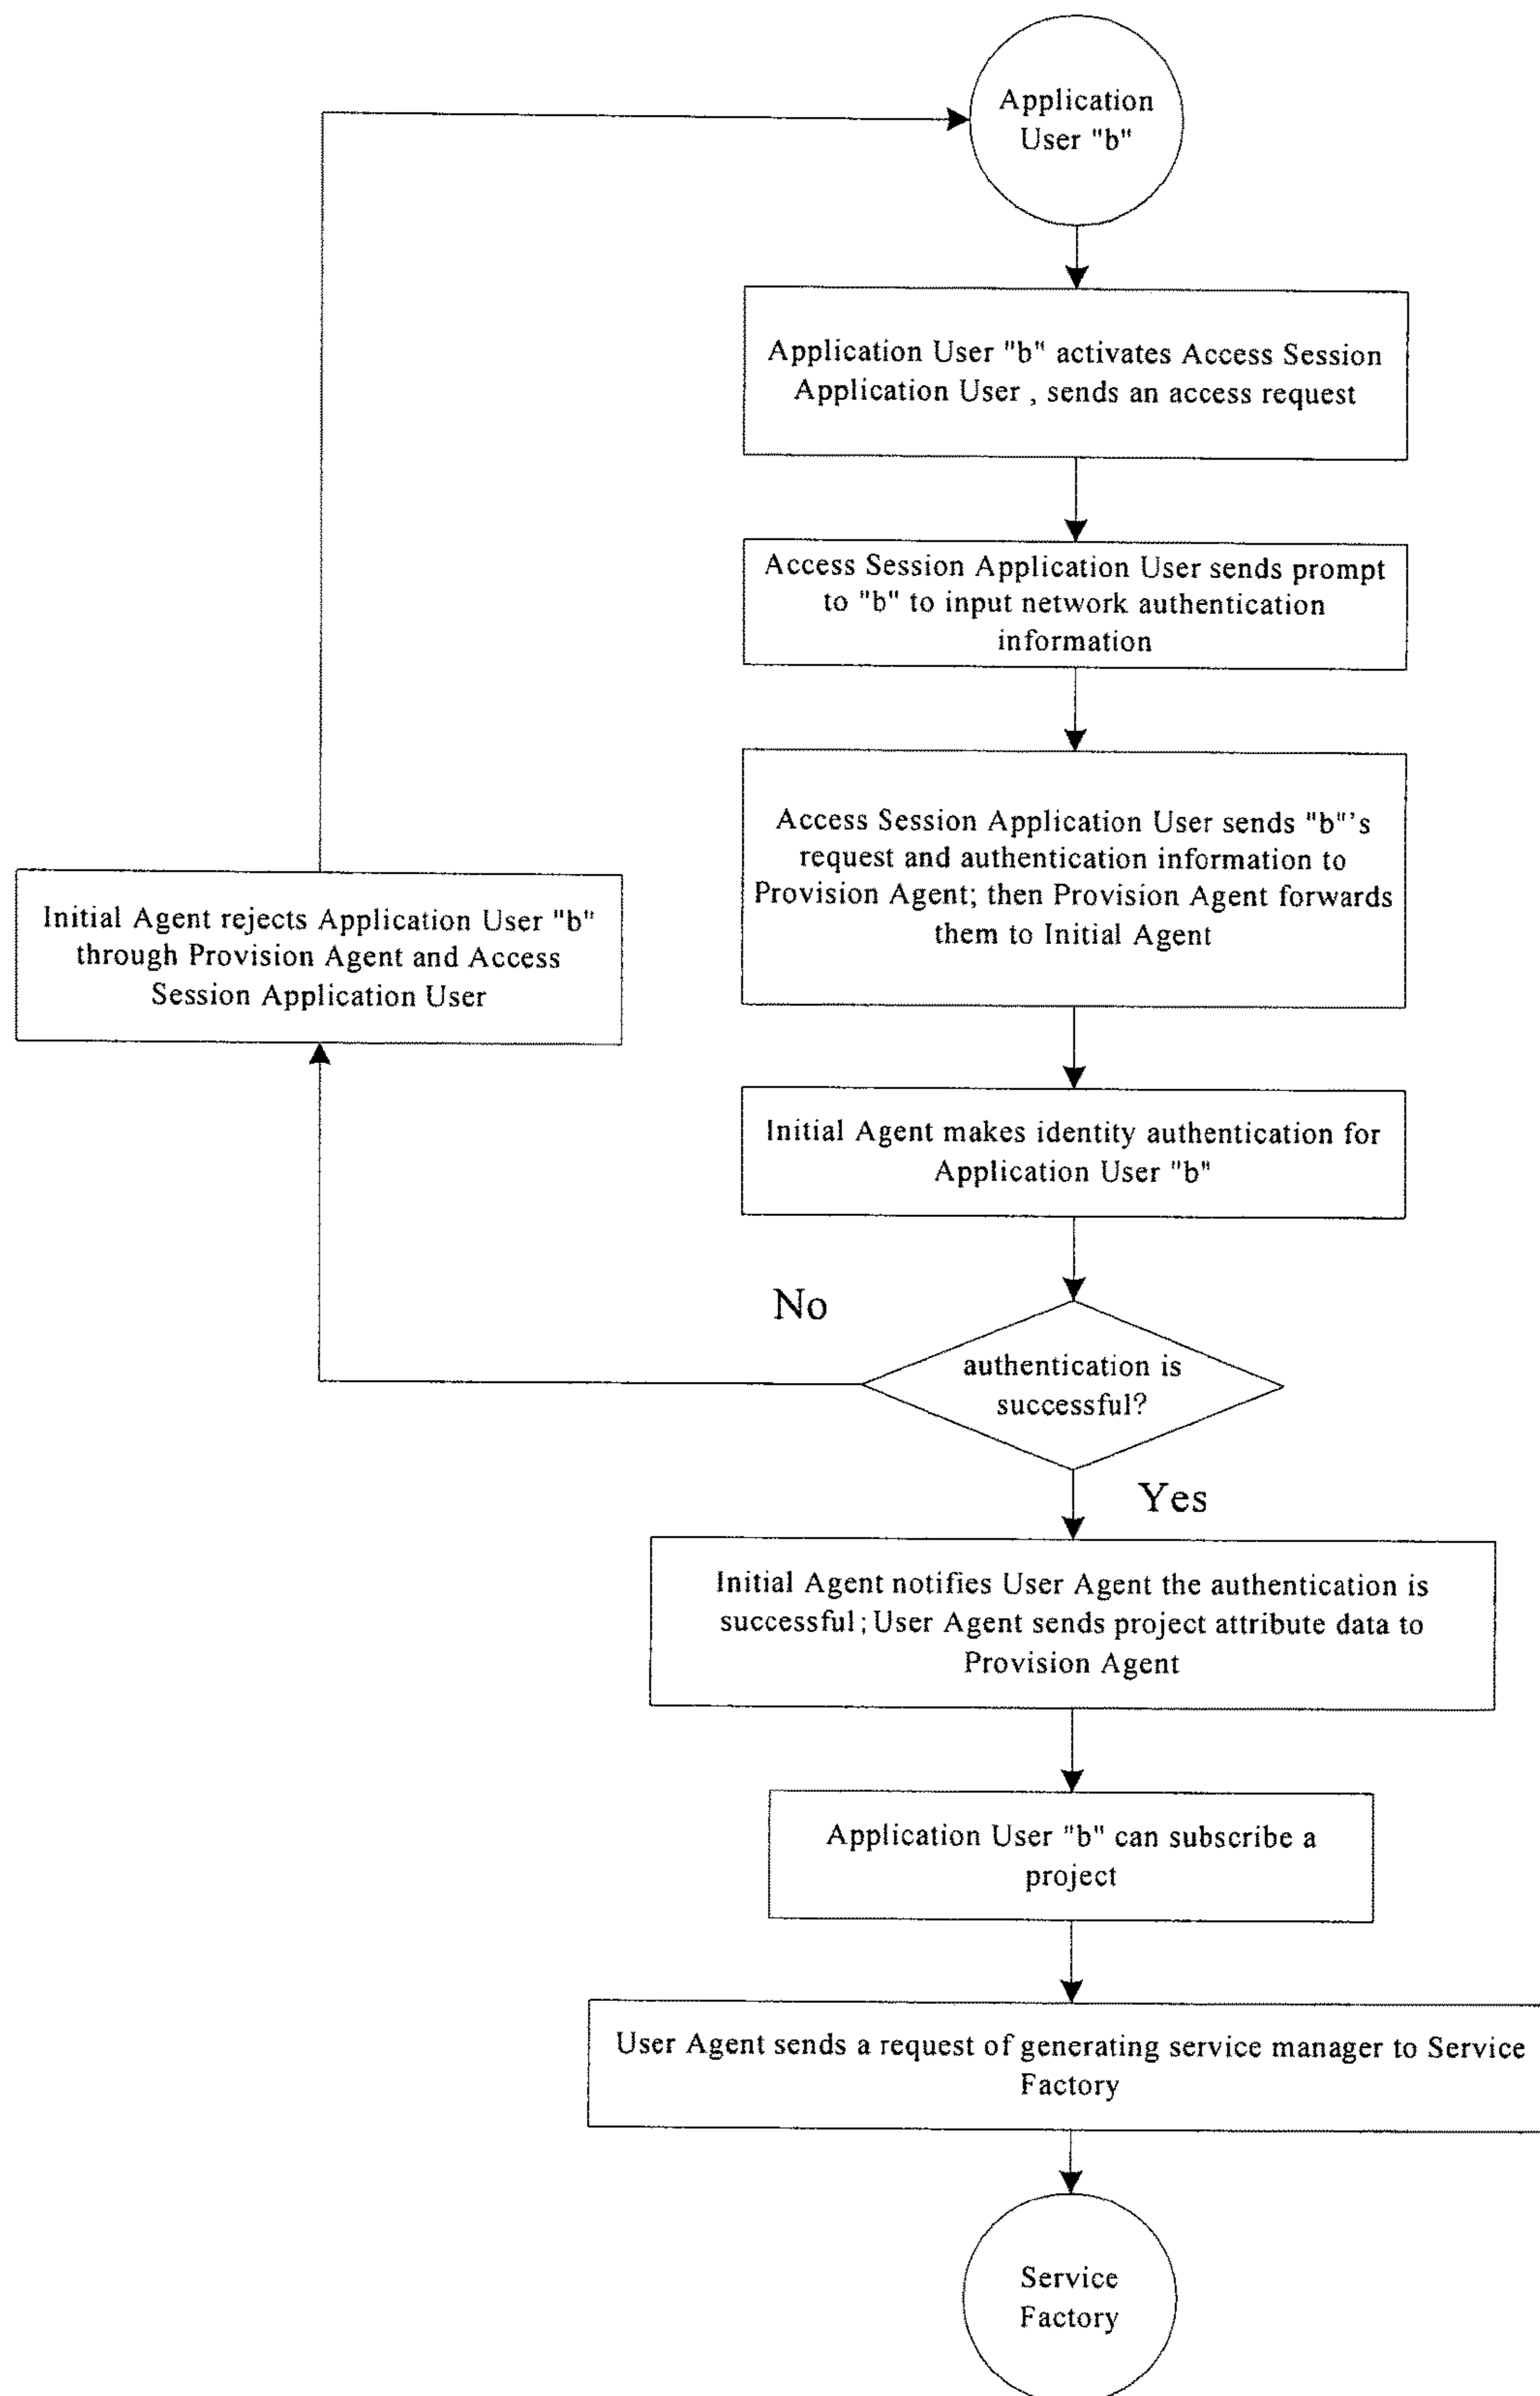 Application
User "b"
Application User "b" activates Access Session
Application User , sends an access request
Access Session Application User sends prompt
to "b" to input network authentication
information
Access Session Application User sends "b"'s
request and authentication information to
Provision Agent; then Provision Agent forwards
them to Initial Agent
Initial Agent rejects Application User "b"
through Provision Agent and Access
Session Application User
Initial Agent makes identity authentication for
Application User "b"
No
authentication is
successful?
Yes
Initial Agent notifies User Agent the authentication is
successful; User Agent sends project attribute data to
Provision Agent
Application User "b" can subscribe a
project
User Agent sends a request of generating service manager to Service
Factory
Service
Factory